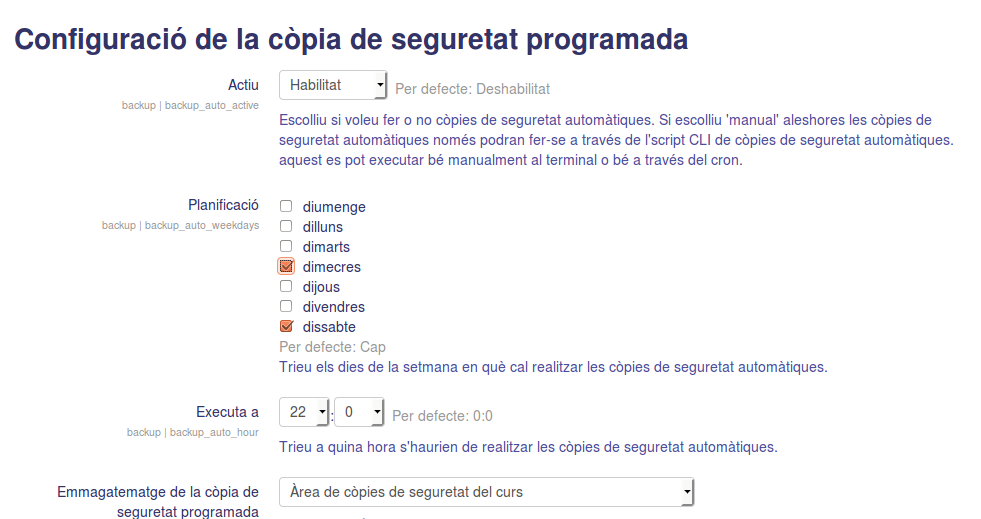 Configuració de la còpia de seguretat programada
Actiu
Habilitat
Per defecte: Deshabilitat
backup | backup_auto_active
Escolliu si voleu fer o no còpies de seguretat automàtiques. Si escolliu 'manual' aleshores les còpies de
seguretat automàtiques només podran fer-se a través de l'script CLI de còpies de seguretat automàtiques.
aquest es pot executar bé manualment al terminal o bé a través del cron.
Planificació
backup | backup_auto_weekdays
diumenge
dilluns
dimarts
dimecres
dijous
divendres
dissabte
Per defecte: Cap
Trieu els dies de la setmana en què cal realitzar les còpies de seguretat automàtiques.
Executa a
22 : 0
Per defecte: 0:0
backup | backup_auto_hour
Trieu a quina hora s'haurien de realitzar les còpies de seguretat automàtiques.
Emmagatematge de la còpia de
seguretat programada
Àrea de còpies de seguretat del curs